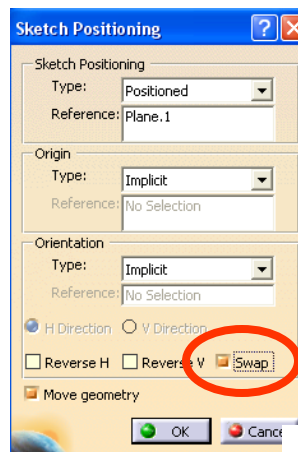 Sketch Positioning
Sketch Positioning
Type: Positioned
Reference: Plane.1
Origin
Type: Implicit
Reference: No Selection
Orientation
Type: Implicit
Reference: No Selection
H Direction V Direction
Reverse H Reverse V Swap
Move geometry
OK Cance